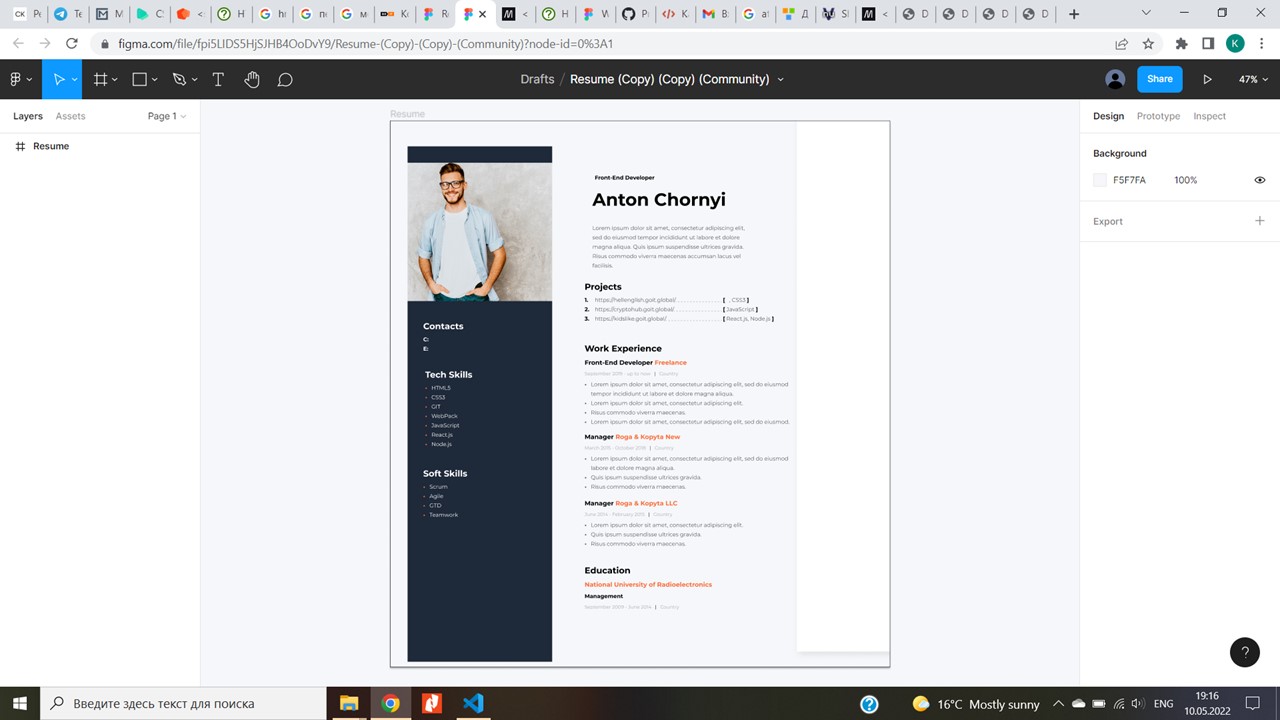 figma.com/file/fpi5LIDS5HjSJHB4OoDvY9/Resume-(Copy)-(Copy)-(Community)?node-id=0%3A1
K
Drafts / Resume (Copy) (Copy) (Community)
Share
47%
Layers
Assets
Page 1
Resume
Resume
Front-End Developer
Anton Chornyi
Lorem ipsum dolor sit amet, consectetur adipiscing elit,
sed do eiusmod tempor incididunt ut labore et dolore
magna aliqua. Quis ipsum suspendisse ultrices gravida.
Risus commodo viverra maecenas accumsan lacus vel
facilisis.
Projects
1. https://hellenglish.goit.global/ [ , CSS3 ]
2. https://cryptohub.goit.global/ [ JavaScript ]
3. https://kidslike.goit.global/ [ React.js, Node.js ]
Work Experience
Front-End Developer Freelance
September 2019 - up to now | Country
• Lorem ipsum dolor sit amet, consectetur adipiscing elit, sed do eiusmod
tempor incididunt ut labore et dolore magna aliqua.
• Lorem ipsum dolor sit amet, consectetur adipiscing elit.
• Risus commodo viverra maecenas.
• Lorem ipsum dolor sit amet, consectetur adipiscing elit, sed do eiusmod.
Manager Roga & Kopyta New
March 2015 - October 2018 | Country
• Lorem ipsum dolor sit amet, consectetur adipiscing elit, sed do eiusmod
labore et dolore magna aliqua.
• Quis ipsum suspendisse ultrices gravida.
• Risus commodo viverra maecenas.
Manager Roga & Kopyta LLC
June 2014 - February 2015 | Country
• Lorem ipsum dolor sit amet, consectetur adipiscing elit.
• Quis ipsum suspendisse ultrices gravida.
• Risus commodo viverra maecenas.
Education
National University of Radioelectronics
Management
September 2009 - June 2014 | Country
Contacts
C:
E:
Tech Skills
• HTML5
• CSS3
• GIT
• WebPack
• JavaScript
• React.js
• Node.js
Soft Skills
• Scrum
• Agile
• GTD
• Teamwork
Design
Prototype
Inspect
Background
F5F7FA
100%
Export
?
Введите здесь текст для поиска
16°C Mostly sunny
ENG
19:16
10.05.2022